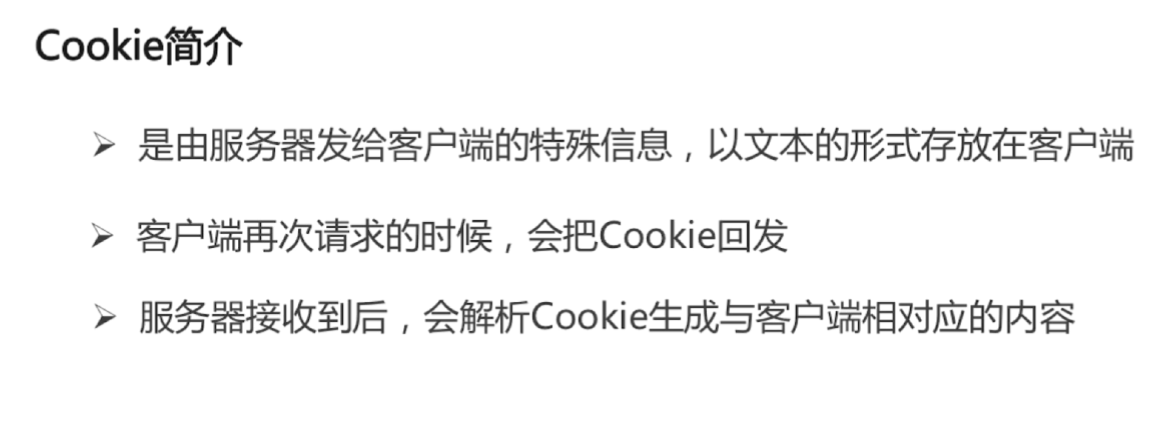 Cookie简介
➢ 是由服务器发给客户端的特殊信息，以文本的形式存放在客户端
➢ 客户端再次请求的时候，会把Cookie回发
➢ 服务器接收到后，会解析Cookie生成与客户端相对应的内容